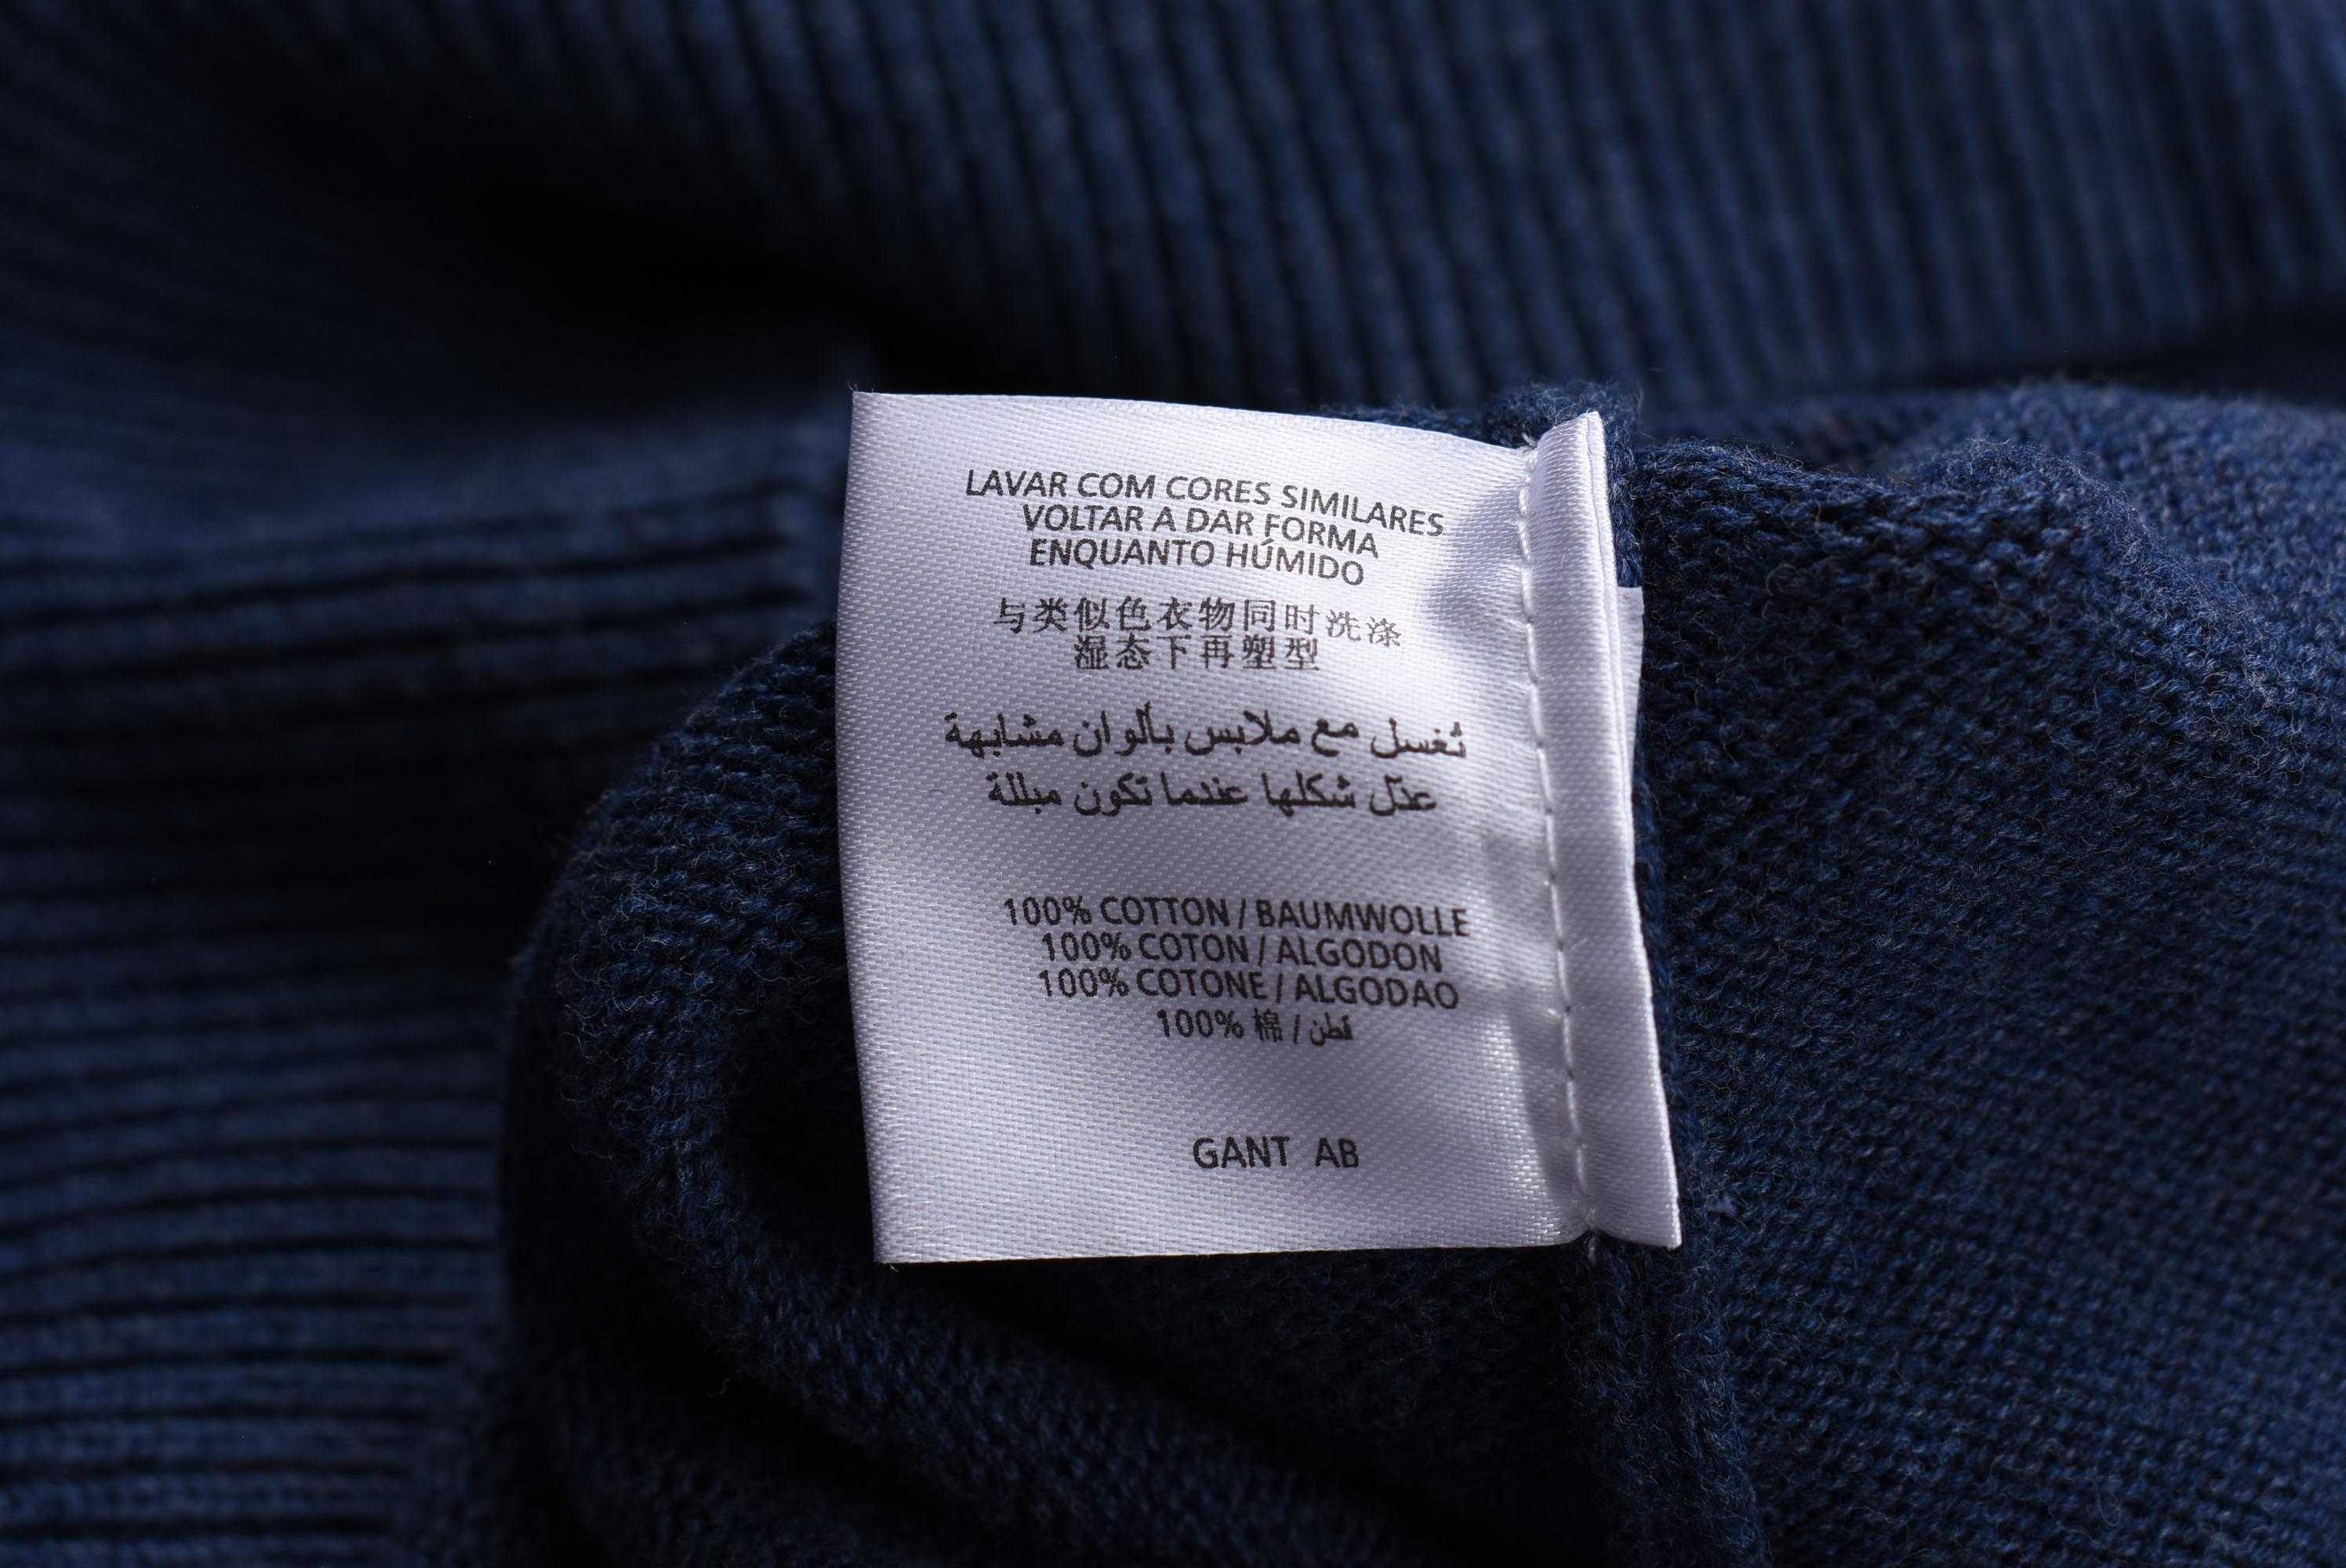 LAVAR COM CORES SIMILARES
VOLTAR A DAR FORMA
ENQUANTO HÚMIDO
与类似色衣物同时洗涤
湿态下再塑型
تغسل مع ملابس بألوان مشابهة
عدّل شكلها عندما تكون مبللة
100% COTTON / BAUMWOLLE
100% COTON / ALGODON
100% COTONE / ALGODAO
100% 棉 / قطن
GANT AB